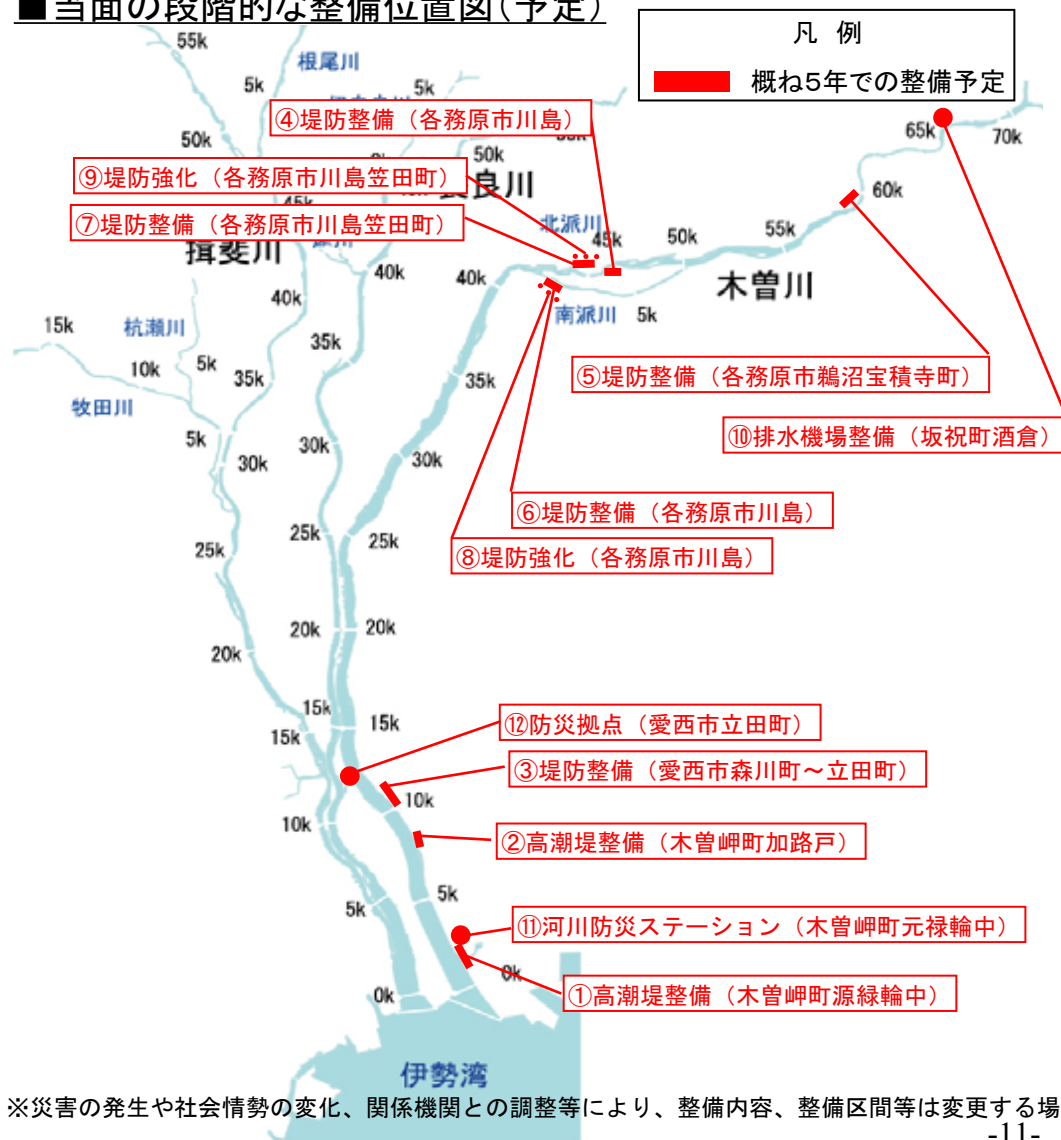 ■当面の段階的な整備位置図(予定)
凡 例
概ね5年での整備予定
55k
根尾川
5k
5k
④堤防整備（各務原市川島）
65k
70k
50k
50k
⑨堤防強化（各務原市川島笠田町）
長良川
60k
45k
⑦堤防整備（各務原市川島笠田町）
北派川
45k
50k
55k
揖斐川
40k
40k
木曽川
40k
南派川
5k
15k
杭瀬川
35k
10k
5k
35k
35k
⑤堤防整備（各務原市鵜沼宝積寺町）
牧田川
⑩排水機場整備（坂祝町酒倉）
5k
30k
30k
30k
⑥堤防整備（各務原市川島）
25k
25k
25k
⑧堤防強化（各務原市川島）
20k
20k
20k
15k
15k
15k
⑫防災拠点（愛西市立田町）
③堤防整備（愛西市森川町～立田町）
10k
10k
②高潮堤整備（木曽岬町加路戸）
5k
5k
⑪河川防災ステーション（木曽岬町元禄輪中）
0k
0k
①高潮堤整備（木曽岬町源緑輪中）
伊勢湾
※災害の発生や社会情勢の変化、関係機関との調整等により、整備内容、整備区間等は変更する場
-11-